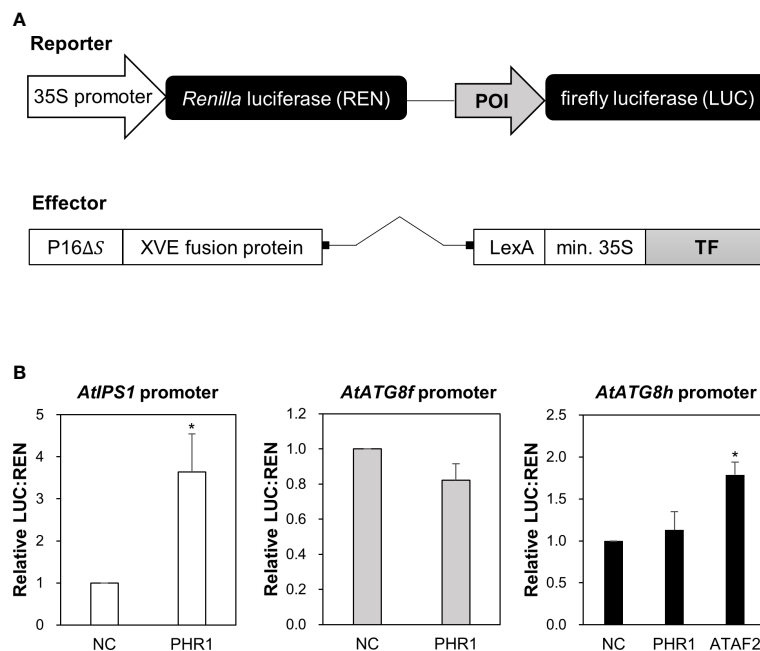 A
Reporter
35S promoter
Renilla luciferase (REN)
POI
firefly luciferase (LUC)
Effector
P16ΔS
XVE fusion protein
LexA
min. 35S
TF
B
AtIPS1 promoter
Relative LUC:REN
5
4
3
2
1
0
*
NC
PHR1
AtATG8f promoter
Relative LUC:REN
1.2
1.0
0.8
0.6
0.4
0.2
0.0
NC
PHR1
AtATG8h promoter
Relative LUC:REN
2.5
2.0
1.5
1.0
0.5
0.0
*
NC
PHR1
ATAF2